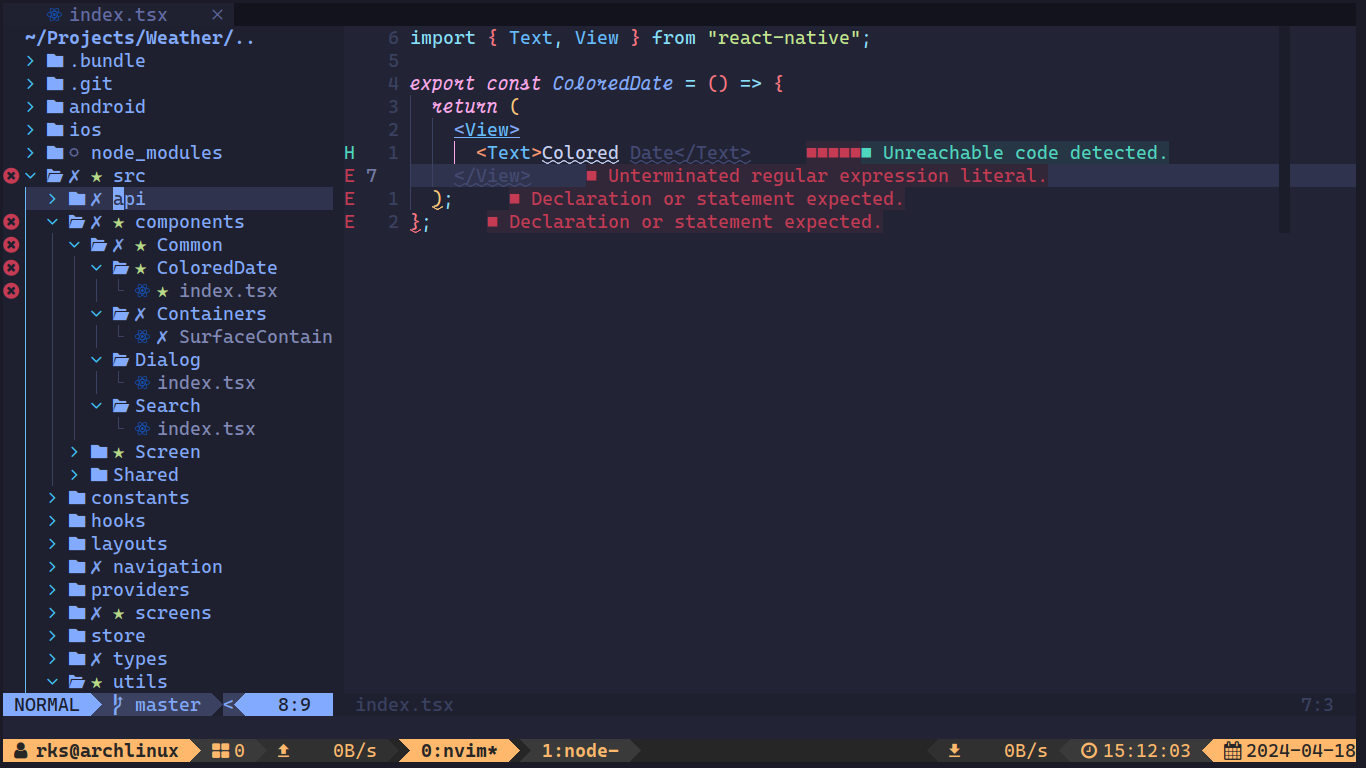 index.tsx
~/Projects/Weather/..
.bundle
.git
android
ios
node_modules
src
api
components
Common
ColoredDate
index.tsx
Containers
SurfaceContain
Dialog
index.tsx
Search
index.tsx
Screen
Shared
constants
hooks
layouts
navigation
providers
screens
store
types
utils
6 import { Text, View } from "react-native";
5
4 export const ColoredDate = () => {
3 return (
2 <View>
H 1 <Text>Colored Date</Text> Unreachable code detected.
E 7 </View> Unterminated regular expression literal.
E 1 ); Declaration or statement expected.
E 2 }; Declaration or statement expected.
NORMAL master < 8:9 index.tsx 7:3
rks@archlinux 0 0B/s 0:nvim* 1:node- 0B/s 15:12:03 2024-04-18